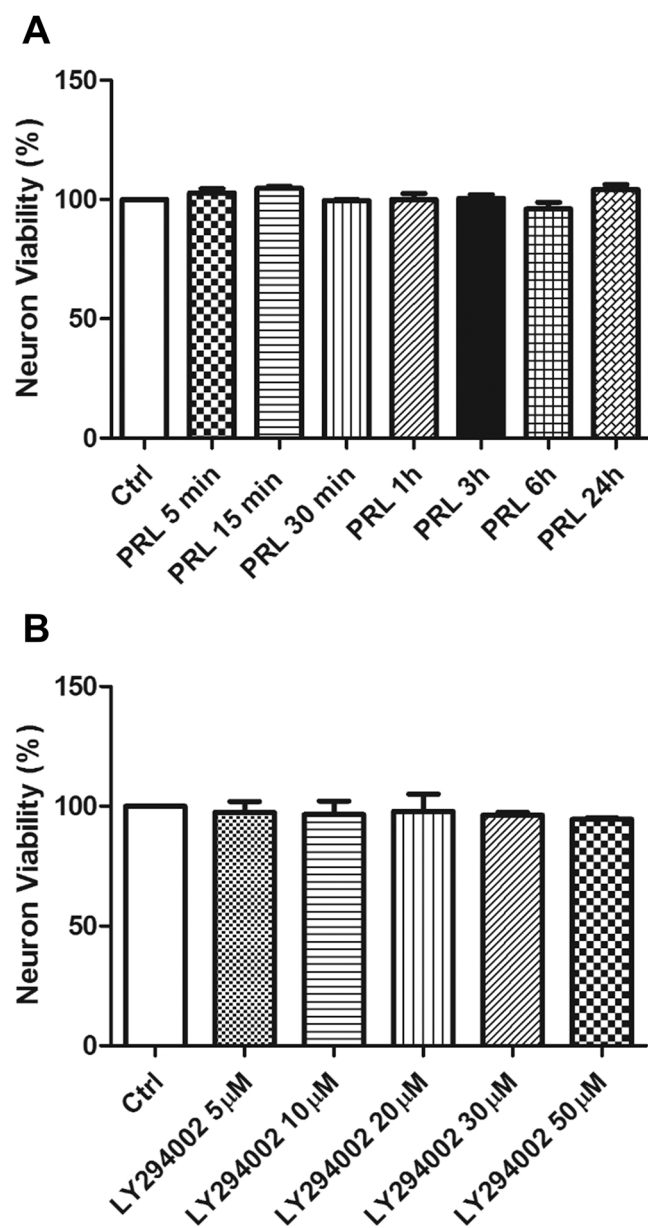 A
Neuron Viability (%)
150
100
50
0
Ctrl
PRL 5 min
PRL 15 min
PRL 30 min
PRL 1h
PRL 3h
PRL 6h
PRL 24h
B
Neuron Viability (%)
150
100
50
0
Ctrl
LY294002 5μM
LY294002 10μM
LY294002 20μM
LY294002 30μM
LY294002 50μM